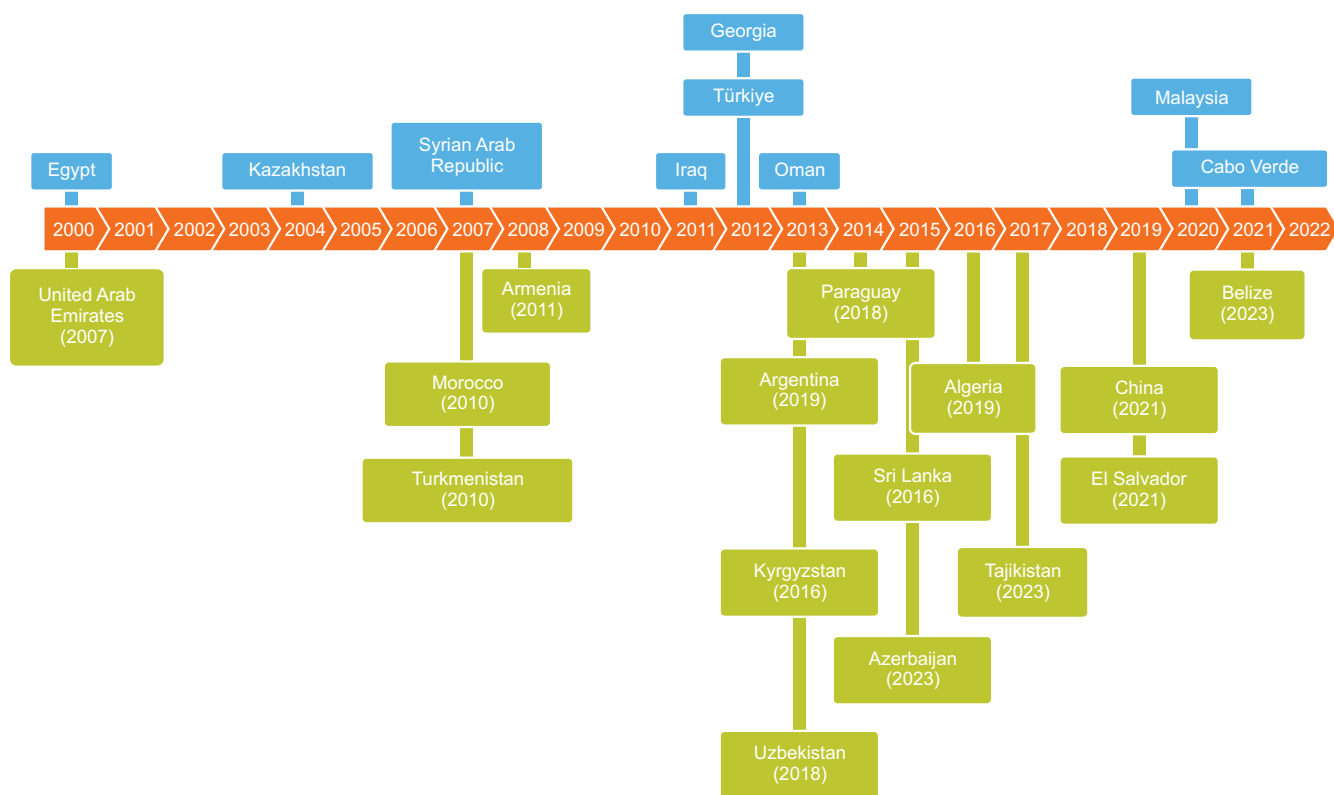 Georgia
Türkiye
Malaysia
Syrian Arab
Republic
Egypt
Kazakhstan
Iraq
Oman
Cabo Verde
2000 2001 2002 2003 2004 2005 2006 2007 2008 2009 2010 2011 2012 2013 2014 2015 2016 2017 2018 2019 2020 2021 2022
United Arab
Emirates
(2007)
Armenia
(2011)
Paraguay
(2018)
Belize
(2023)
Morocco
(2010)
Argentina
(2019)
Algeria
(2019)
China
(2021)
Turkmenistan
(2010)
Sri Lanka
(2016)
El Salvador
(2021)
Kyrgyzstan
(2016)
Tajikistan
(2023)
Azerbaijan
(2023)
Uzbekistan
(2018)